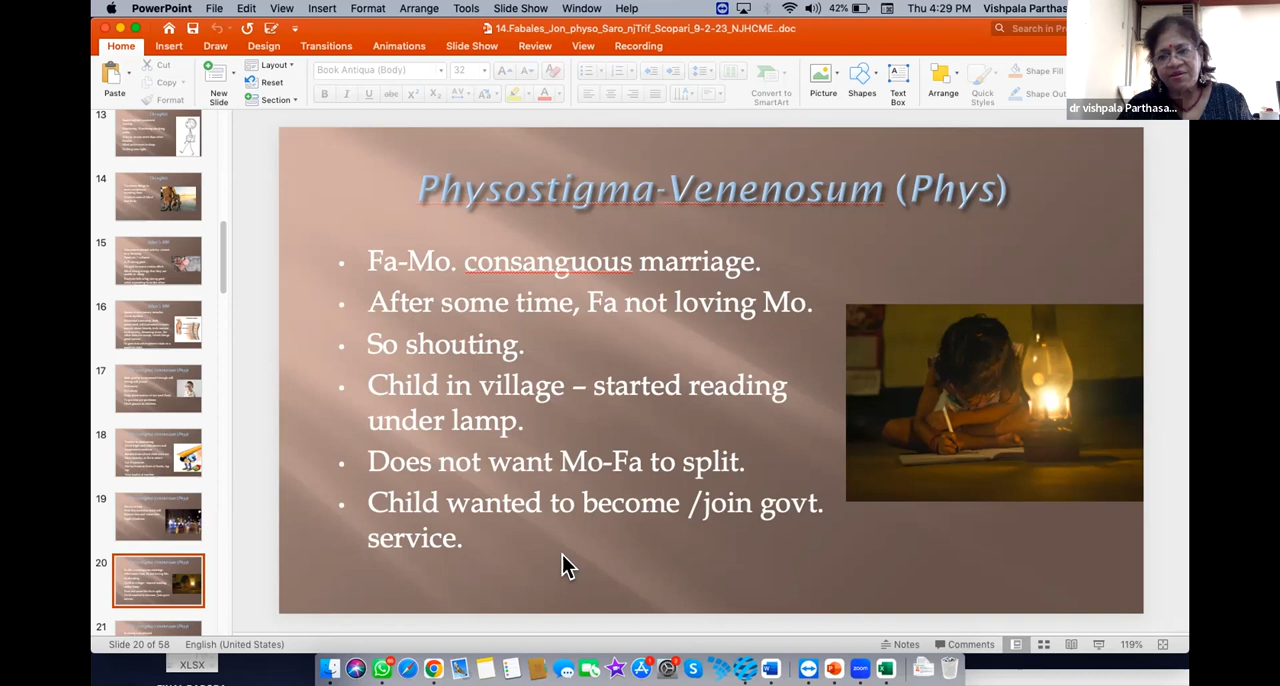 PowerPoint File Edit View Insert Format Arrange Tools Slide Show Window Help 42% Thu 4:29 PM Vishpala Parthas
14.Fabales_Jon_physo_Saro_njTrif_Scopari_9-2-23_NJHCME..doc
Search in Pr
Home Insert Draw Design Transitions Animations Slide Show Review View Recording
Paste
Cut
Copy
Format
New
Slide
Layout
Reset
Section
Book Antiqua (Body) 32
Convert to
SmartArt
Picture Shapes Text
Box
Arrange Quick
Styles
Shape Fill
Shape Out
dr vishpala Parthasa...
13
14
15
16
17
18
19
20
21
Physostigma-Venenosum (Phys)
• Fa-Mo. consanguous marriage.
• After some time, Fa not loving Mo.
• So shouting.
• Child in village – started reading
under lamp.
• Does not want Mo-Fa to split.
• Child wanted to become /join govt.
service.
Slide 20 of 58 English (United States) Notes Comments 119%
XLSX
zoom